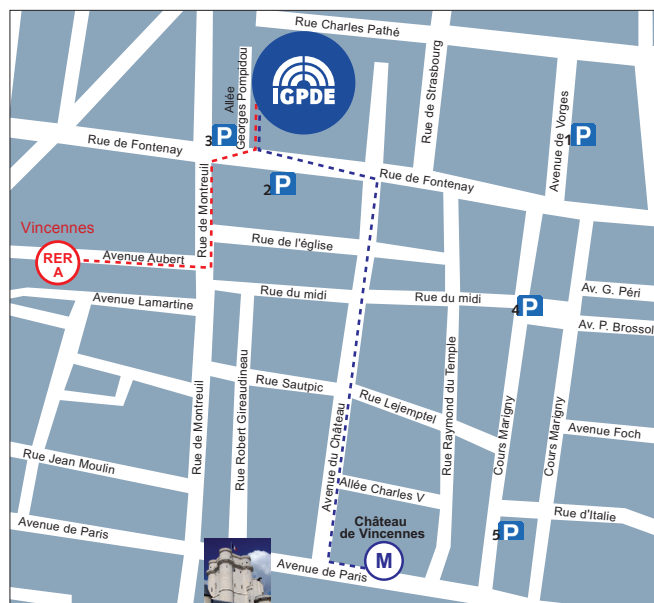 Rue Charles Pathé
Allée
Georges Pompidou
IGPDE
Rue de Strasbourg
Avenue de Vorges
3 P
1 P
Rue de Fontenay
2 P
Rue de Fontenay
Vincennes
RER
A
Avenue Aubert
Rue de Montreuil
Rue de l'église
Avenue Lamartine
Rue du midi
Rue du midi
4 P
Av. G. Péri
Av. P. Brossol
Rue Sautpic
Rue Lejemptel
Rue Robert Gireaudineau
Rue de Montreuil
Avenue du Château
Rue Raymond du Temple
Cours Marigny
Cours Marigny
Avenue Foch
Rue Jean Moulin
Allée Charles V
Rue d'Italie
Avenue de Paris
Château
de Vincennes
M
5 P
Avenue de Paris